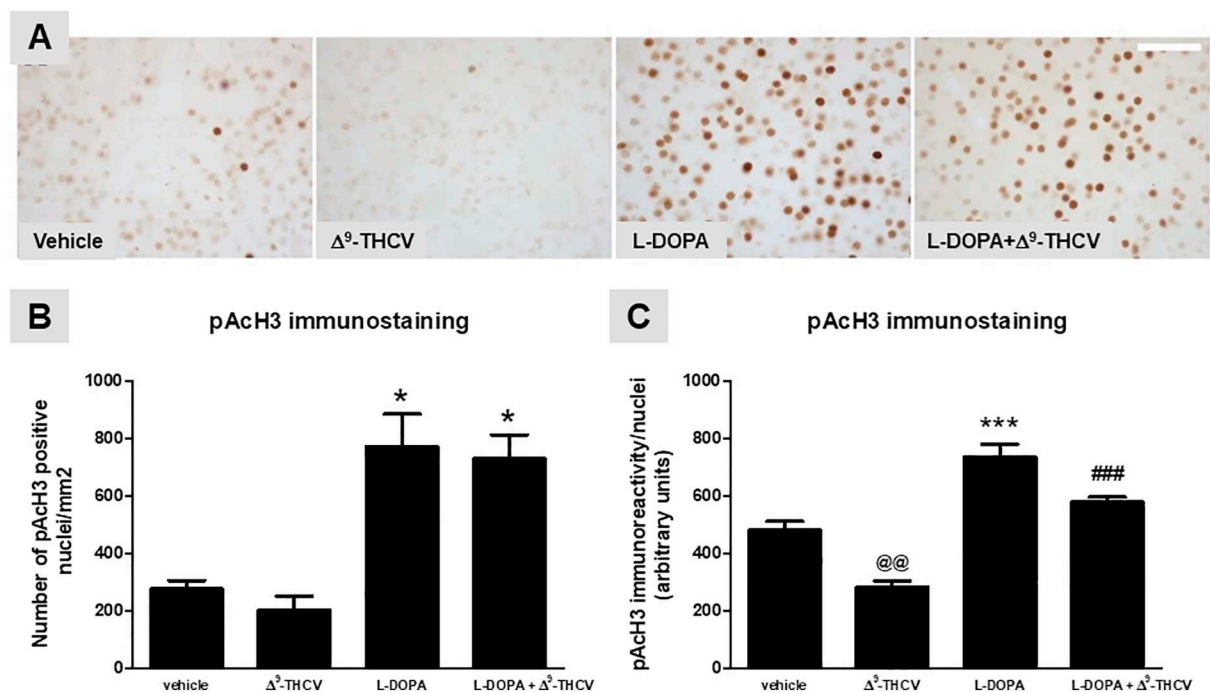 A
Vehicle
Δ⁹-THCV
L-DOPA
L-DOPA+Δ⁹-THCV
B
pAcH3 immunostaining
Number of pAcH3 positive
nuclei/mm2
1000
800
600
400
200
0
*
*
vehicle
Δ⁹-THCV
L-DOPA
L-DOPA + Δ⁹-THCV
C
pAcH3 immunostaining
pAcH3 immunoreactivity/nuclei
(arbitrary units)
1000
800
600
400
200
0
@@
***
###
vehicle
Δ⁹-THCV
L-DOPA
L-DOPA + Δ⁹-THCV